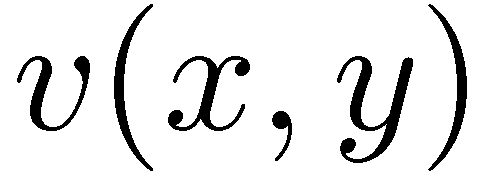 v(x, y)